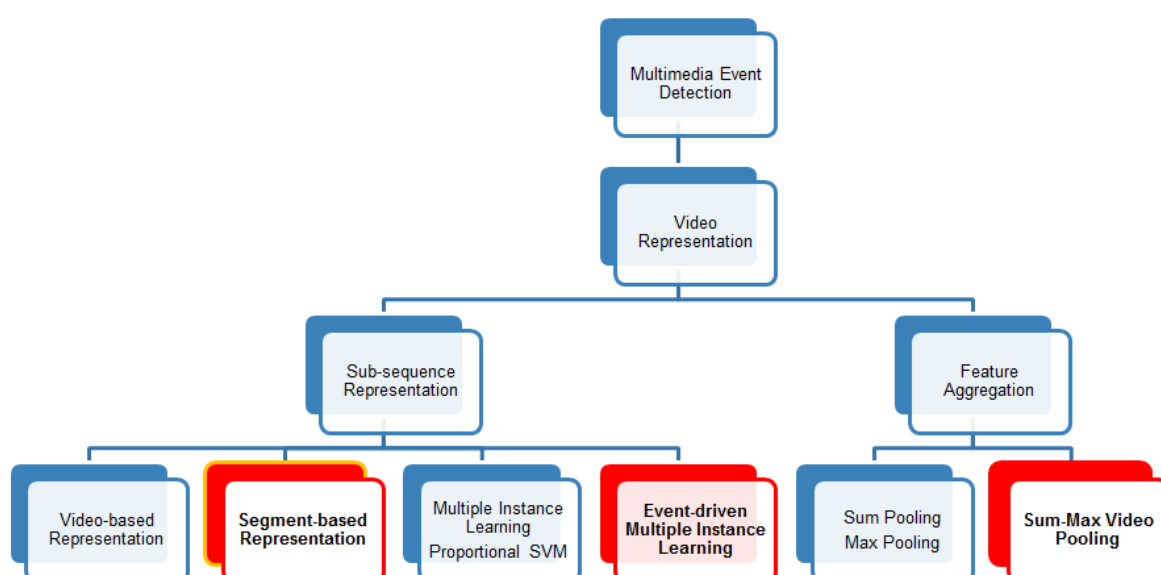 Multimedia Event
Detection
Video
Representation
Sub-sequence
Representation
Feature
Aggregation
Video-based
Representation
Segment-based
Representation
Multiple Instance
Learning
Proportional SVM
Event-driven
Multiple Instance
Learning
Sum Pooling
Max Pooling
Sum-Max Video
Pooling